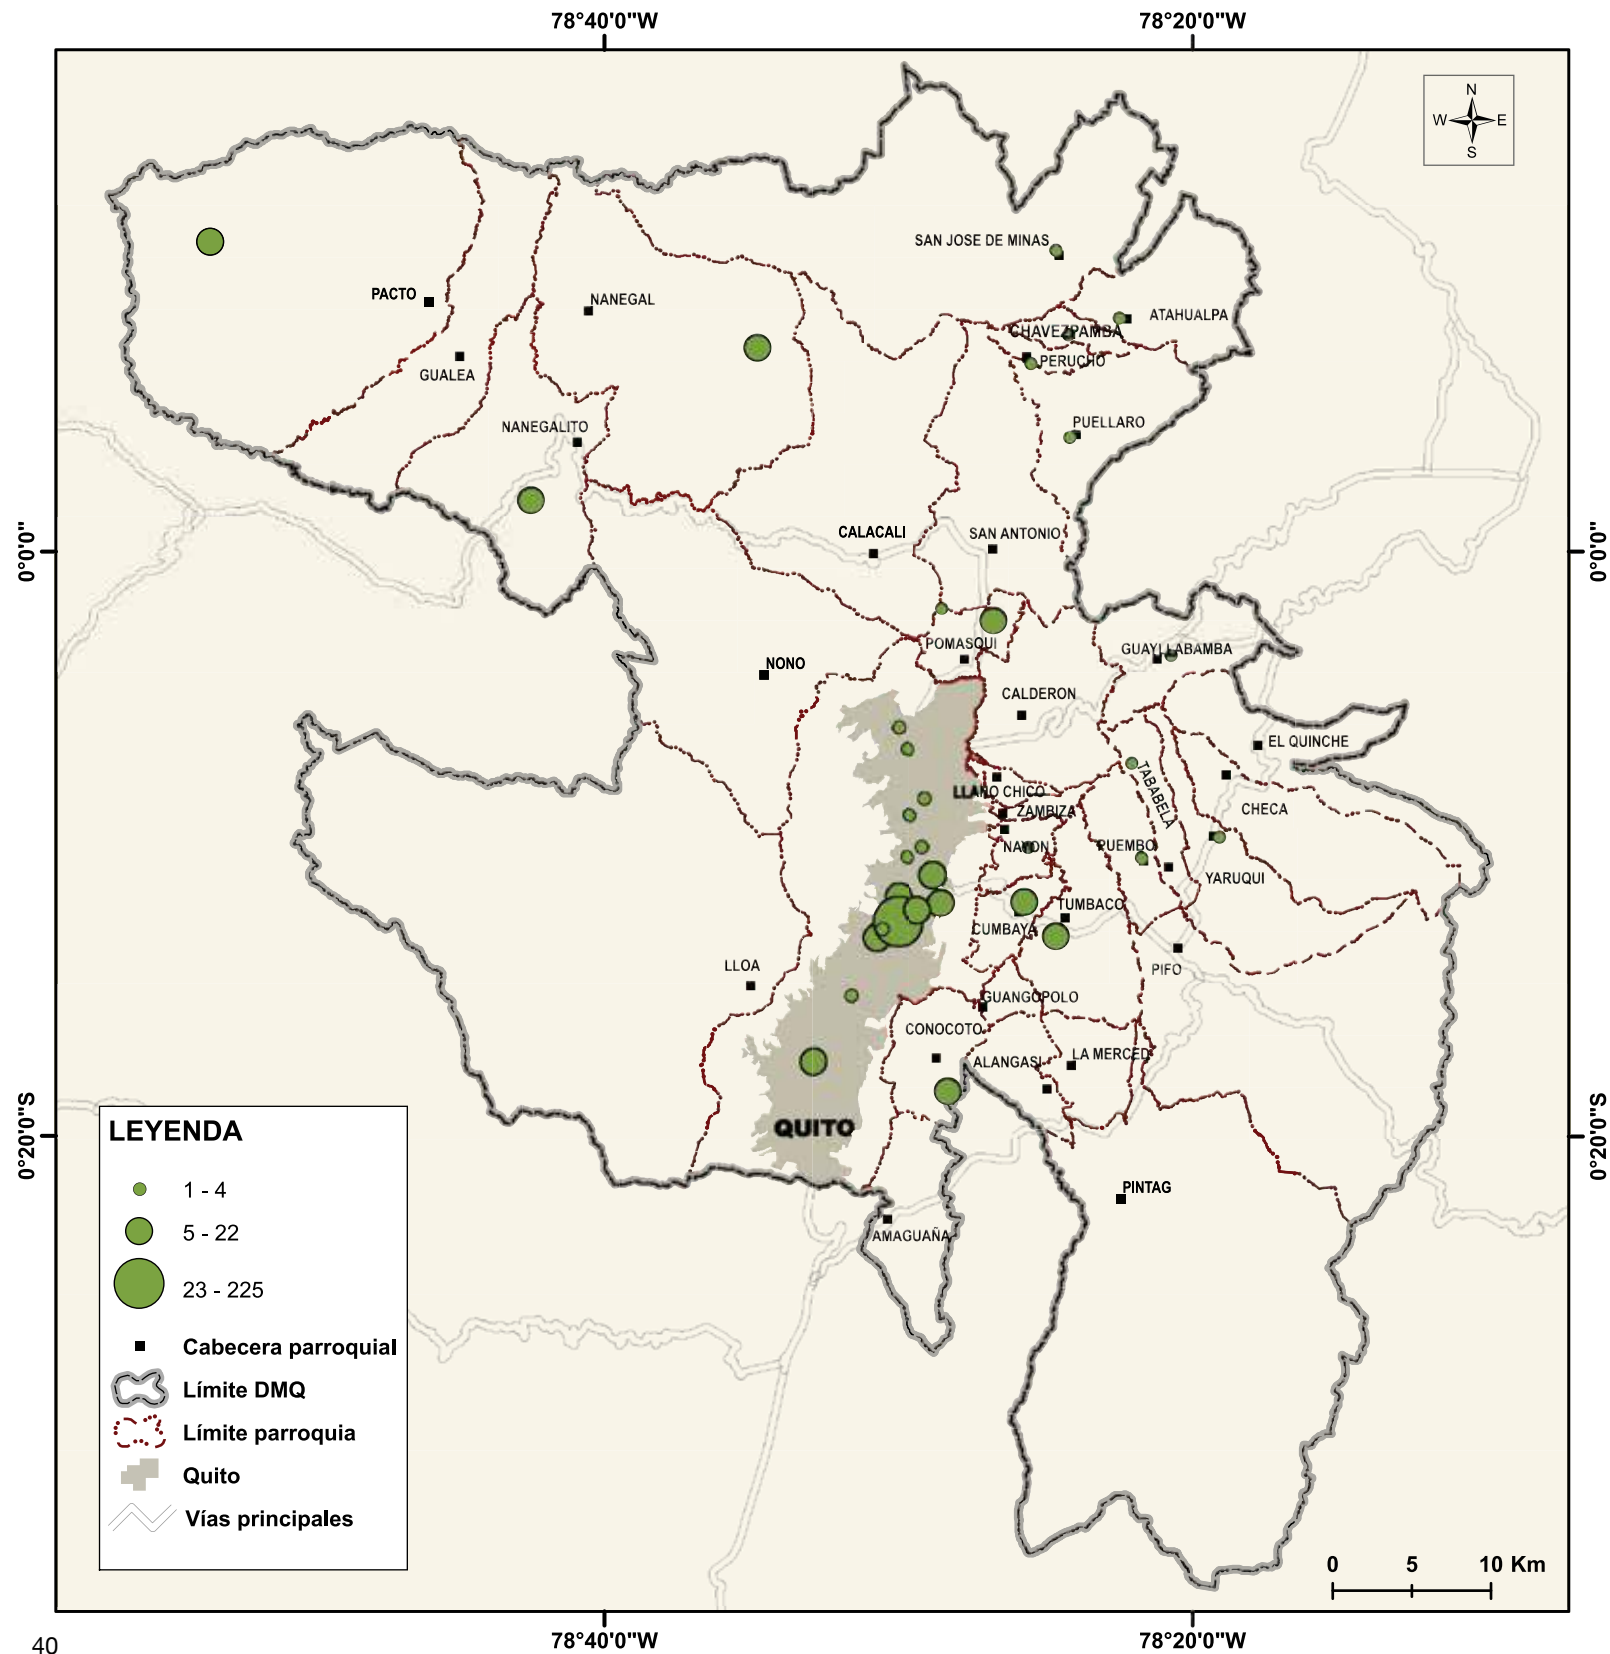 78°40'0"W
78°20'0"W
N
W
E
S
SAN JOSE DE MINAS
PACTO
NANEGAL
ATAHUALPA
CHAVEZPAMBA
PERUCHO
GUALEA
NANEGALITO
PUELLARO
0°0'0"
CALACALI
SAN ANTONIO
0°0'0"
POMASQUI
GUAYLLABAMBA
NONO
CALDERON
EL QUINCHE
LLANO CHICO
TABABELA
CHECA
ZAMBIZA
NAYON
PUEMBO
YARUQUI
TUMBACO
CUMBAYA
LLOA
PIFO
GUANGOPOLO
CONOCOTO
ALANGASI
LA MERCED
0°20'0"S
QUITO
0°20'0"S
PINTAG
AMAGUAÑA
LEYENDA
1 - 4
5 - 22
23 - 225
Cabecera parroquial
Límite DMQ
Límite parroquia
Quito
Vías principales
0 5 10 Km
78°40'0"W
78°20'0"W
40